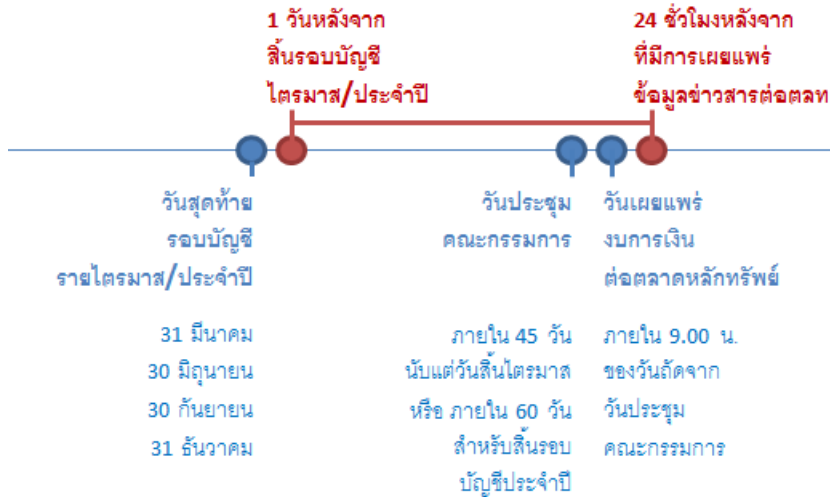 1 วันหลังจาก
สิ้นรอบบัญชี
ไตรมาส/ประจำปี
24 ชั่วโมงหลังจาก
ที่มีการเผยแพร่
ข้อมูลข่าวสารต่อตลท
วันสุดท้าย
รอบบัญชี
รายไตรมาส/ประจำปี
วันประชุม
คณะกรรมการ
วันเผยแพร่
งบการเงิน
ต่อตลาดหลักทรัพย์
31 มีนาคม
30 มิถุนายน
30 กันยายน
31 ธันวาคม
ภายใน 45 วัน
นับแต่วันสิ้นไตรมาส
หรือ ภายใน 60 วัน
สำหรับสิ้นรอบ
บัญชีประจำปี
ภายใน 9.00 น.
ของวันถัดจาก
วันประชุม
คณะกรรมการ